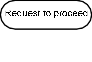 Request to proceed